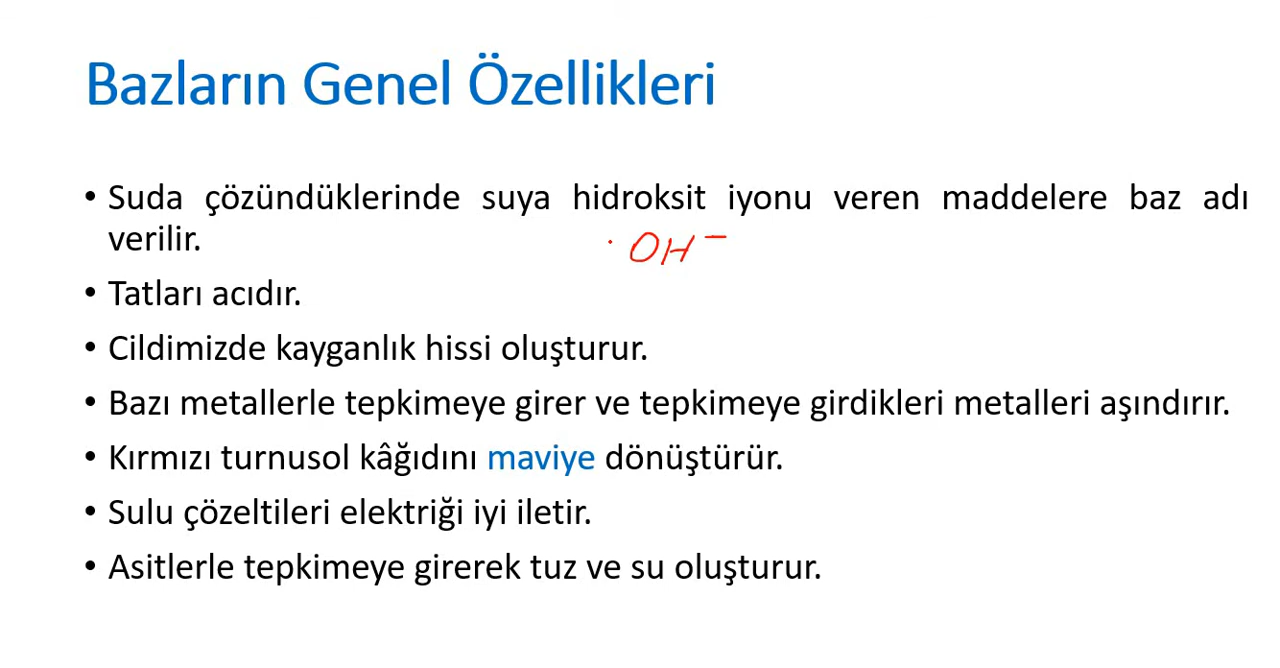 Bazların Genel Özellikleri
• Suda çözündüklerinde suya hidroksit iyonu veren maddelere baz adı
verilir.
OH⁻
• Tatları acıdır.
• Cildimizde kayganlık hissi oluşturur.
• Bazı metallerle tepkimeye girer ve tepkimeye girdikleri metalleri aşındırır.
• Kırmızı turnusol kâğıdını maviye dönüştürür.
• Sulu çözeltileri elektriği iyi iletir.
• Asitlerle tepkimeye girerek tuz ve su oluşturur.